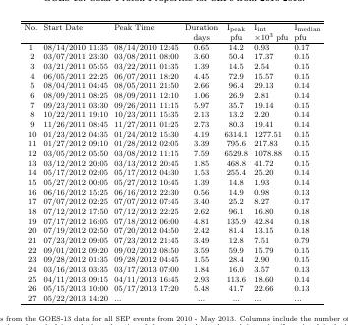 No. Start Date Peak Time Duration Ipeak Iint Imedian
days pfu ×10⁴ pfu pfu
1 08/14/2010 11:35 08/14/2010 12:45 0.65 14.2 0.93 0.17
2 03/07/2011 23:30 03/08/2011 08:00 3.60 50.4 17.37 0.15
3 03/21/2011 05:55 03/22/2011 01:35 1.39 14.5 2.54 0.15
4 06/05/2011 22:25 06/07/2011 18:20 4.45 72.9 15.57 0.15
5 08/04/2011 04:45 08/05/2011 21:50 2.66 96.4 29.13 0.14
6 08/09/2011 08:25 08/09/2011 12:10 1.06 26.9 2.81 0.14
7 09/23/2011 03:30 09/26/2011 11:15 5.97 35.7 19.14 0.15
8 10/22/2011 19:10 10/23/2011 15:35 2.13 13.2 2.20 0.14
9 11/26/2011 08:45 11/27/2011 01:25 2.73 80.3 19.41 0.14
10 01/23/2012 04:35 01/24/2012 15:30 4.19 6314.1 1277.51
11 01/27/2012 09:10 01/28/2012 02:05 3.39 795.6 217.83 0.15
12 03/05/2012 05:50 03/08/2012 11:15 7.59 6529.8 1078.88 0.15
13 03/12/2012 20:05 03/13/2012 20:45 1.85 468.8 41.72 0.15
14 05/17/2012 02:05 05/17/2012 04:30 1.53 255.4 25.20 0.14
15 05/27/2012 00:05 05/27/2012 10:45 1.39 14.8 1.93 0.14
16 06/16/2012 15:25 06/16/2012 22:30 0.56 14.9 0.98 0.13
17 07/07/2012 02:25 07/07/2012 07:45 3.40 25.2 8.27 0.17
18 07/12/2012 17:50 07/12/2012 22:25 2.62 96.1 16.80 0.18
19 07/17/2012 16:05 07/18/2012 06:00 4.81 135.9 42.84 0.18
20 07/19/2012 02:50 07/20/2012 04:50 2.42 81.4 13.15 0.18
21 07/23/2012 09:05 07/23/2012 21:45 3.49 12.8 7.51 0.79
22 09/01/2012 09:20 09/02/2012 08:50 3.59 59.9 15.79 0.15
23 09/28/2012 01:35 09/28/2012 04:45 1.55 28.4 2.90 0.15
24 03/16/2013 03:35 03/17/2013 07:00 1.84 16.0 3.57 0.13
25 04/11/2013 09:15 04/11/2013 16:45 2.93 113.6 18.60 0.14
26 05/15/2013 10:00 05/17/2013 17:20 5.48 41.7 22.66 0.13
27 05/22/2013 14:20 ... ... ... ... ...
s from the GOES-13 data for all SEP events from 2010 - May 2013. Columns include the number of